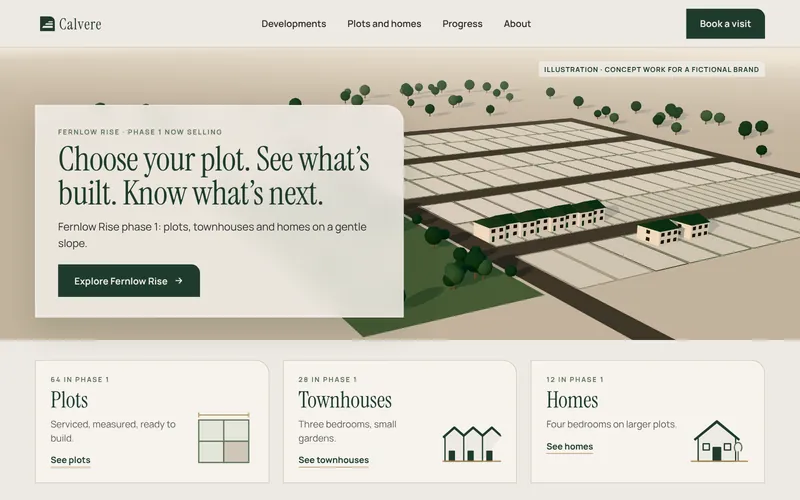 Calvere
Developments
Plots and homes
Progress
About
Book a visit
ILLUSTRATION · CONCEPT WORK FOR A FICTIONAL BRAND
FERNLOW RISE · PHASE 1 NOW SELLING
Choose your plot. See what’s
built. Know what’s next.
Fernlow Rise phase 1: plots, townhouses and homes on a gentle
slope.
Explore Fernlow Rise →
64 IN PHASE 1
Plots
Serviced, measured, ready to
build.
See plots
28 IN PHASE 1
Townhouses
Three bedrooms, small
gardens.
See townhouses
12 IN PHASE 1
Homes
Four bedrooms on larger plots.
See homes